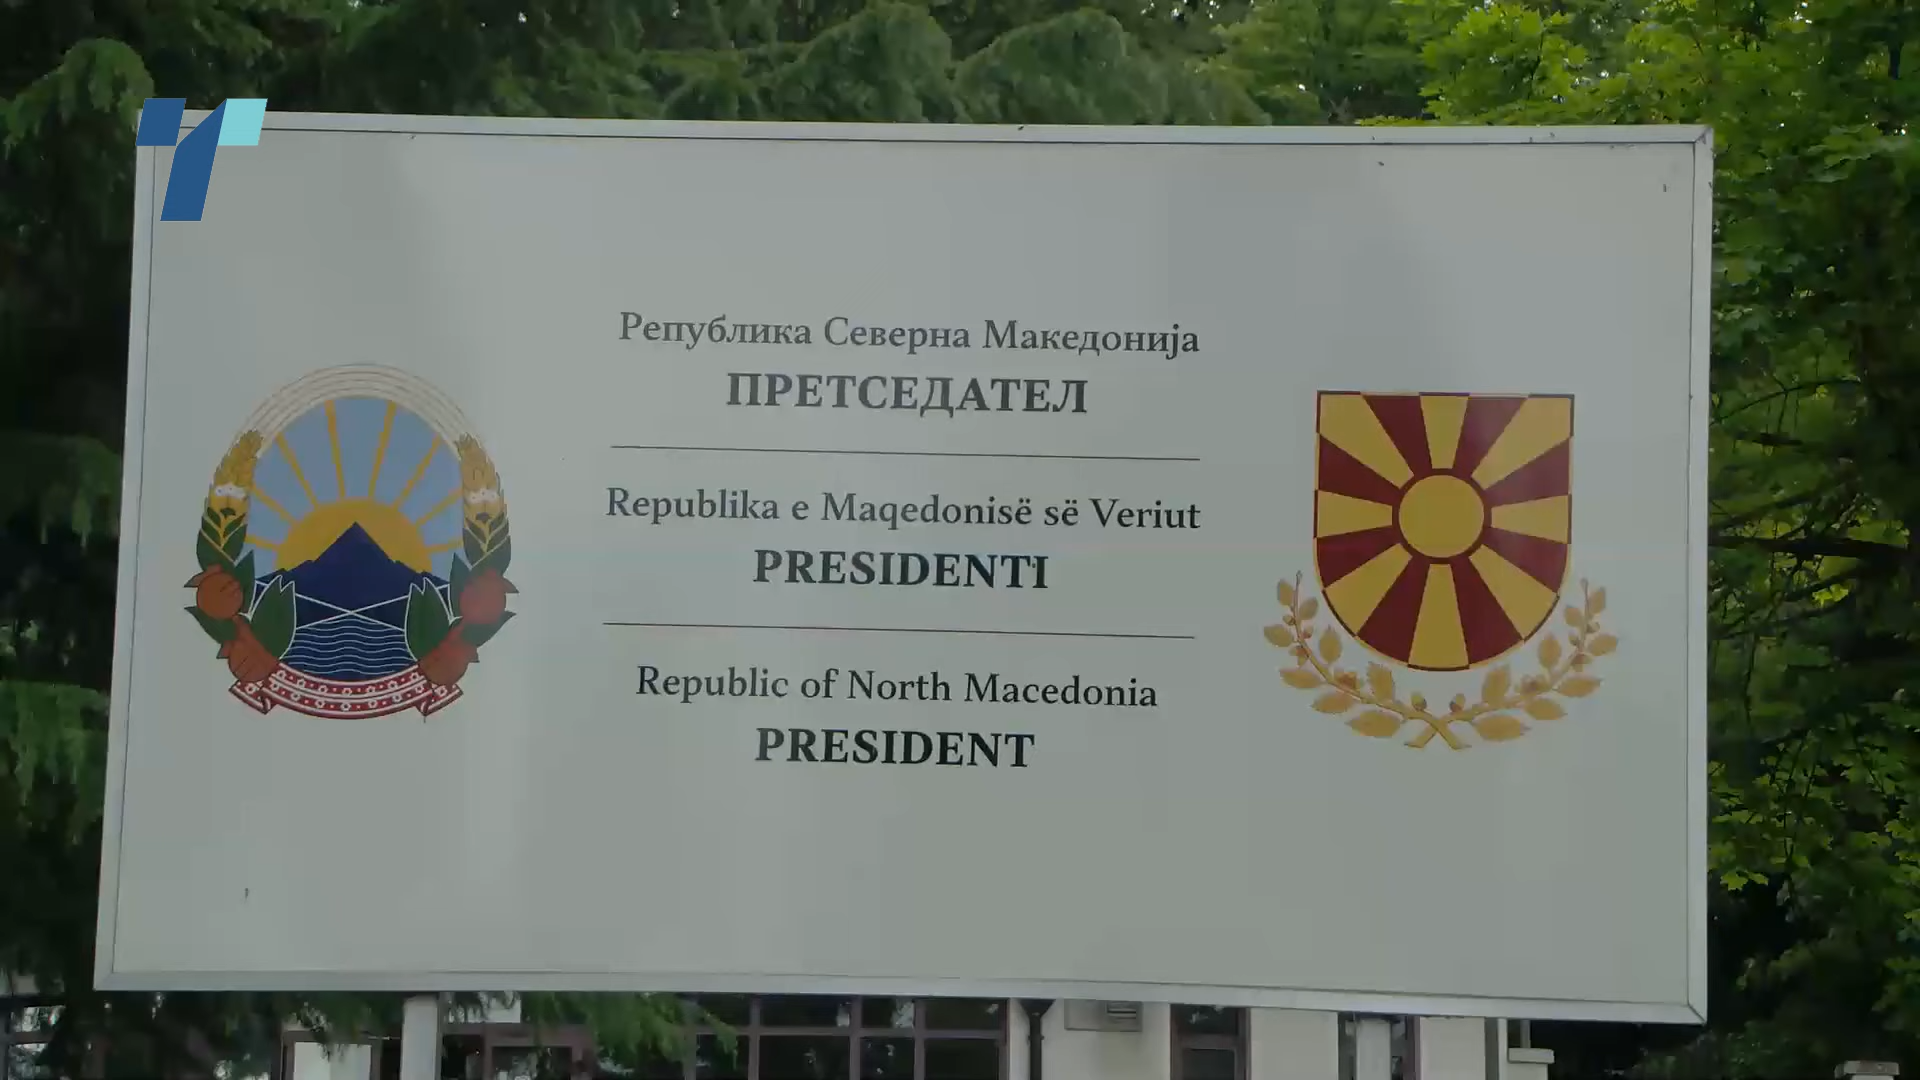 Република Северна Македонија
ПРЕТСЕДАТЕЛ
Republika e Maqedonisë së Veriut
PRESIDENTI
Republic of North Macedonia
PRESIDENT